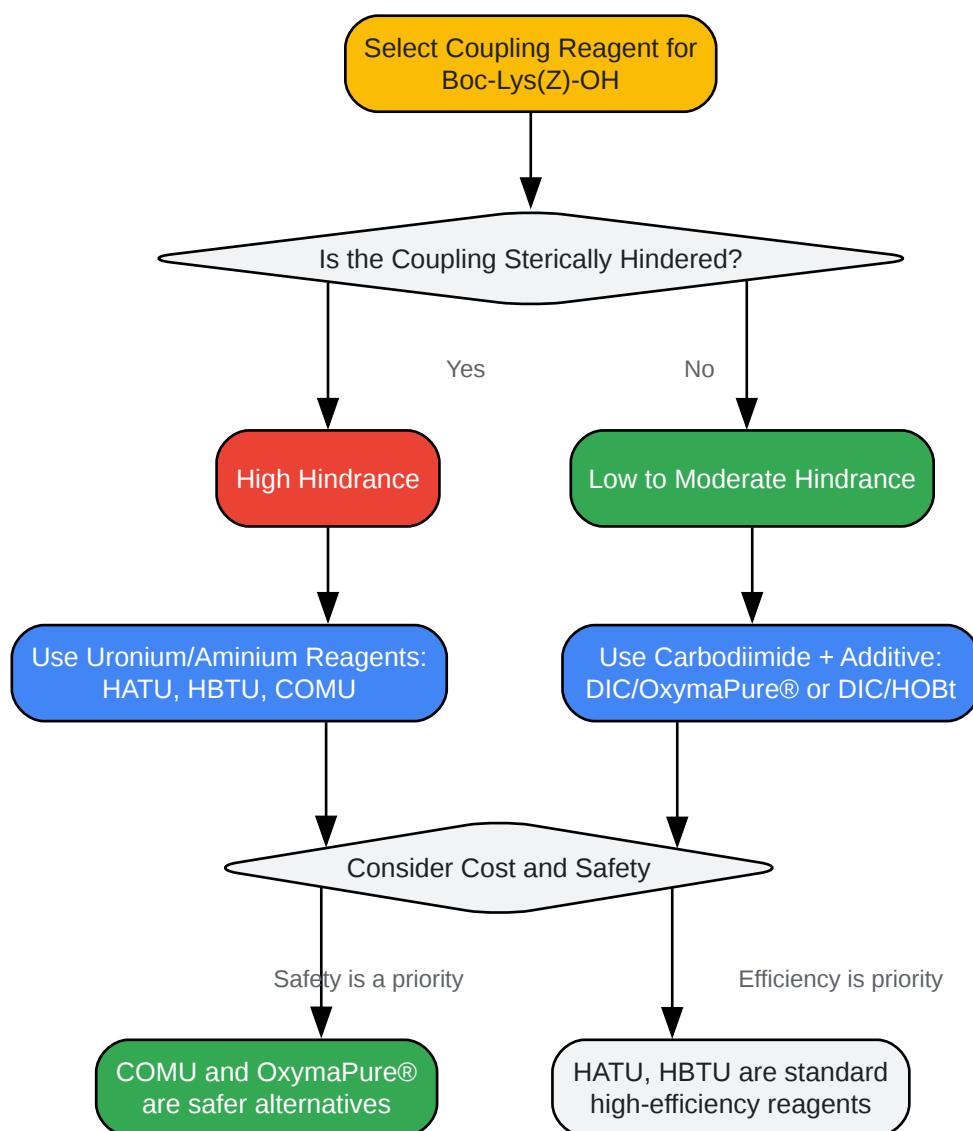 Select Coupling Reagent for
Boc-Lys(Z)-OH
Is the Coupling Sterically Hindered?
Yes
No
High Hindrance
Low to Moderate Hindrance
Use Uronium/Aminium Reagents:
HATU, HBTU, COMU
Use Carbodiimide + Additive:
DIC/OxymaPure® or DIC/HOBt
Consider Cost and Safety
Safety is a priority
Efficiency is priority
COMU and OxymaPure®
are safer alternatives
HATU, HBTU are standard
high-efficiency reagents